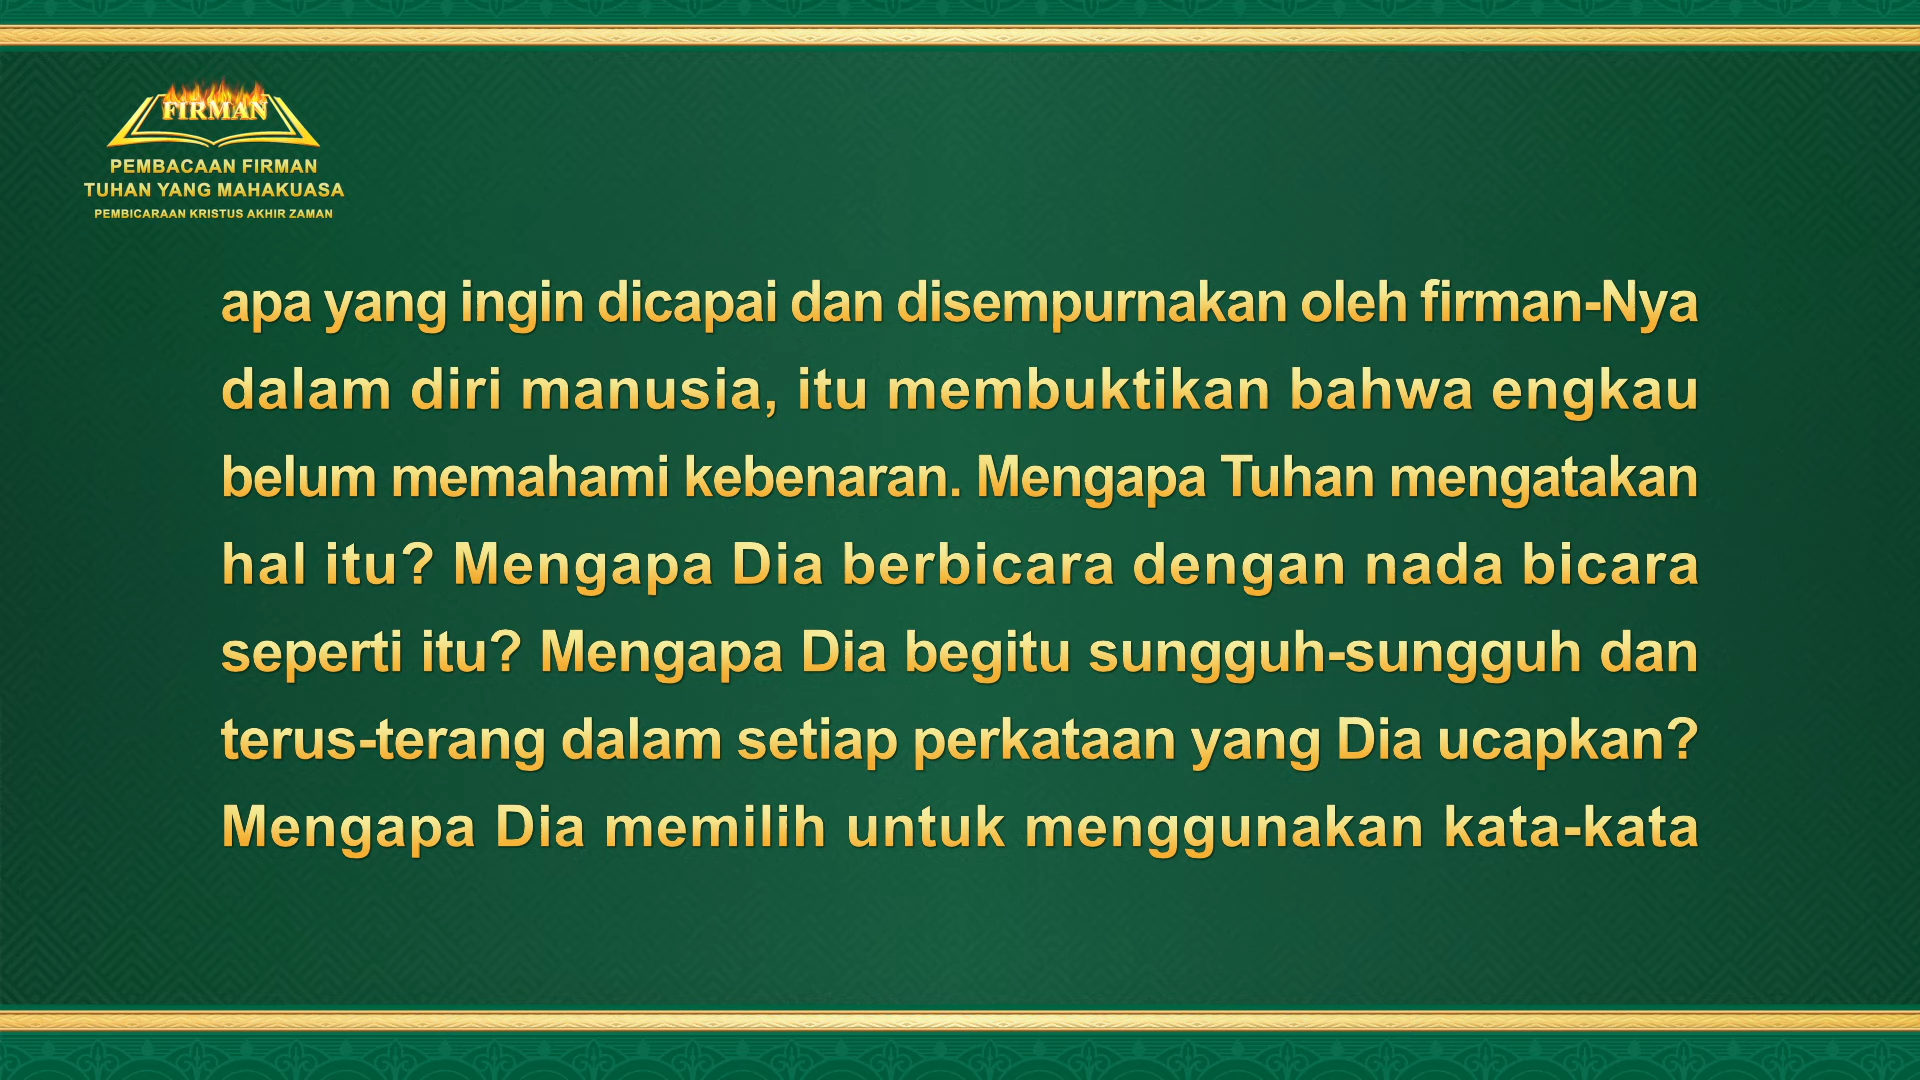 FIRMAN
PEMBACAAN FIRMAN
TUHAN YANG MAHAKUASA
PEMBICARAAN KRISTUS AKHIR ZAMAN
apa yang ingin dicapai dan disempurnakan oleh firman-Nya
dalam diri manusia, itu membuktikan bahwa engkau
belum memahami kebenaran. Mengapa Tuhan mengatakan
hal itu? Mengapa Dia berbicara dengan nada bicara
seperti itu? Mengapa Dia begitu sungguh-sungguh dan
terus-terang dalam setiap perkataan yang Dia ucapkan?
Mengapa Dia memilih untuk menggunakan kata-kata